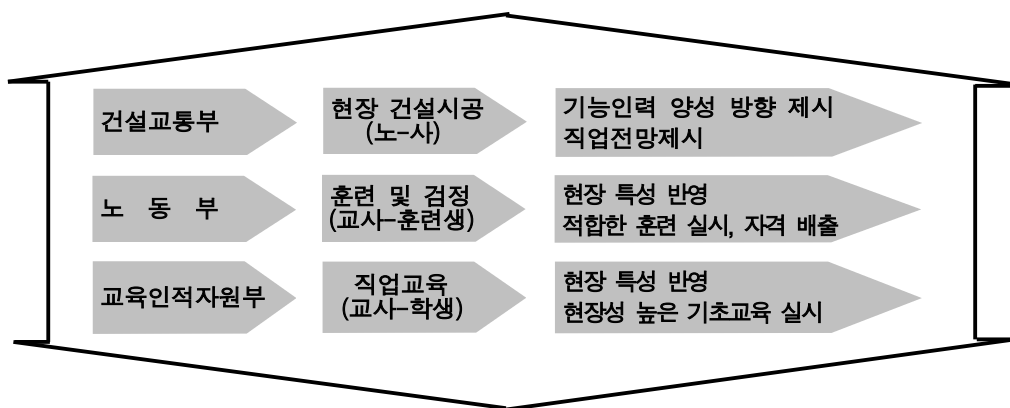 건설교통부
현장 건설시공
(노-사)
기능인력 양성 방향 제시
직업전망제시
노 동 부
훈련 및 검정
(교사-훈련생)
현장 특성 반영
적합한 훈련 실시, 자격 배출
교육인적자원부
직업교육
(교사-학생)
현장 특성 반영
현장성 높은 기초교육 실시